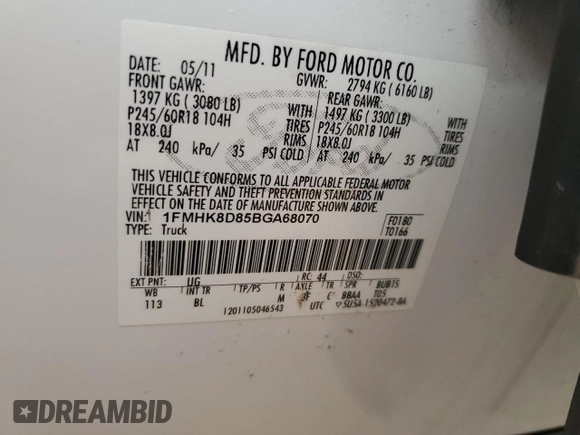 MFD. BY FORD MOTOR CO.
DATE: 05/11 GVWR: 2794 KG ( 6160 LB)
FRONT GAWR: REAR GAWR:
1397 KG ( 3080 LB) WITH 1497 KG ( 3300 LB) WITH
P245/60R18 104H TIRES P245/60R18 104H TIRES
18X8.0J RIMS 18X8.0J RIMS
AT 240 kPa/ 35 PSI COLD AT 240 kPa/ 35 PSI COLD
THIS VEHICLE CONFORMS TO ALL APPLICABLE FEDERAL MOTOR
VEHICLE SAFETY AND THEFT PREVENTION STANDARDS IN
EFFECT ON THE DATE OF MANUFACTURE SHOWN ABOVE.
VIN: 1FMHK8D85BGA68070 F0180
TYPE: Truck T0166
EXT PNT: UG RC: 44 DSO:
WB INT TR TP/PS R AXLE TR SPR BUBTS
113 BL M C BBAA T05
1201105046543 UTC
DREAMBID